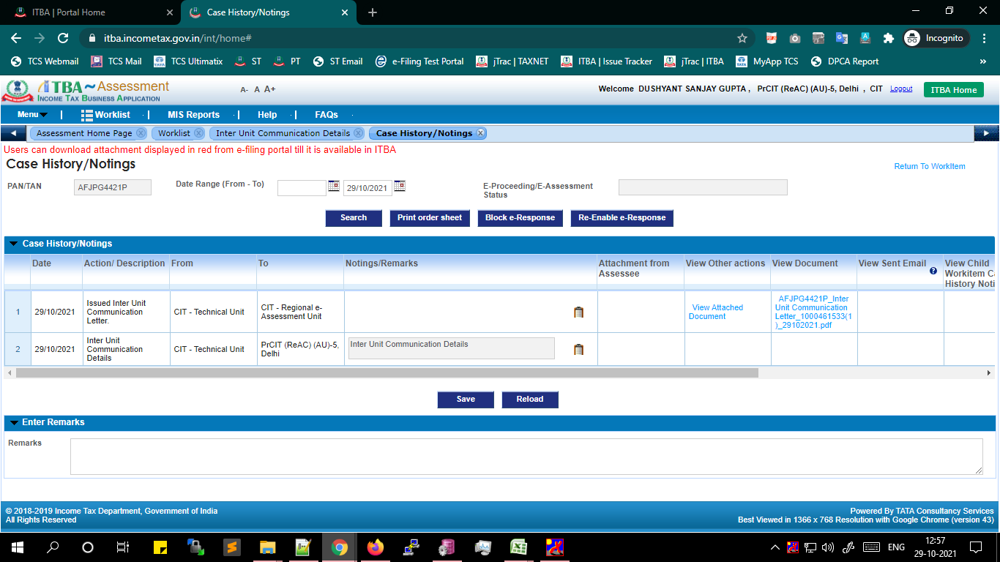 ITBA | Portal Home
Case History/Notings
itba.incometax.gov.in/int/home#
Incognito
TCS Webmail
TCS Mail
TCS Ultimatix
ST
PT
ST Email
e-Filing Test Portal
jTrac | TAXNET
ITBA | Issue Tracker
jTrac | ITBA
MyApp TCS
DPCA Report
»
ITBA ~ Assessment
INCOME TAX BUSINESS APPLICATION
A- A A+
Welcome DUSHYANT SANJAY GUPTA , PrCIT (ReAC) (AU)-5, Delhi , CIT Logout
ITBA Home
Menu | Worklist | MIS Reports | Help | FAQs
Assessment Home Page
Worklist
Inter Unit Communication Details
Case History/Notings
Users can download attachment displayed in red from e-filing portal till it is available in ITBA
Case History/Notings
Return To WorkItem
PAN/TAN
AFJPG4421P
Date Range (From - To)
29/10/2021
E-Proceeding/E-Assessment
Status
Search
Print order sheet
Block e-Response
Re-Enable e-Response
Case History/Notings
Date
Action/ Description
From
To
Notings/Remarks
Attachment from
Assessee
View Other actions
View Document
View Sent Email
View Child
Workitem Ca
History Noti
1
29/10/2021
Issued Inter Unit
Communication
Letter.
CIT - Technical Unit
CIT - Regional e-
Assessment Unit
View Attached
Document
AFJPG4421P_Inter
Unit Communication
Letter_1000461533(1
)_29102021.pdf
2
29/10/2021
Inter Unit
Communication
Details
CIT - Technical Unit
PrCIT (ReAC) (AU)-5,
Delhi
Inter Unit Communication Details
Save
Reload
Enter Remarks
Remarks
© 2018-2019 Income Tax Department, Government of India
All Rights Reserved
Powered By TATA Consultancy Services
Best Viewed in 1366 x 768 Resolution with Google Chrome (version 43)
ENG
12:57
29-10-2021